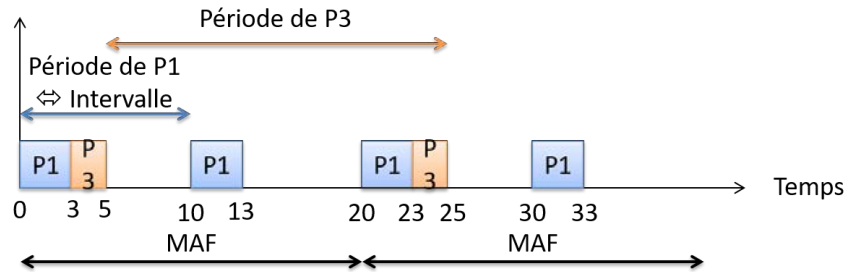 Période de P3
Période de P1
⇔ Intervalle
P1
P
3
P1
P1
P
3
P1
Temps
0 3 5 10 13 20 23 25 30 33
MAF MAF